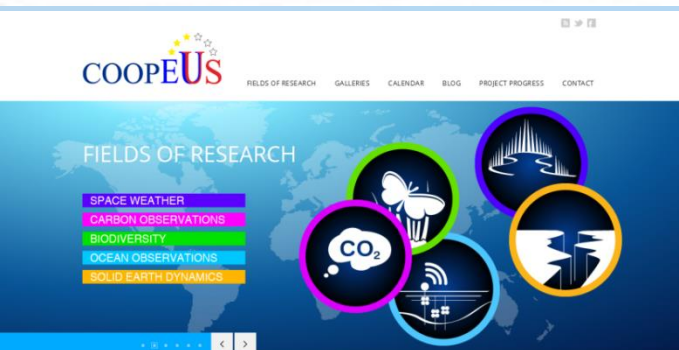 COOPEUS
FIELDS OF RESEARCH GALLERIES CALENDAR BLOG PROJECT PROGRESS CONTACT
FIELDS OF RESEARCH
SPACE WEATHER
CARBON OBSERVATIONS
BIODIVERSITY
OCEAN OBSERVATIONS
SOLID EARTH DYNAMICS
CO₂